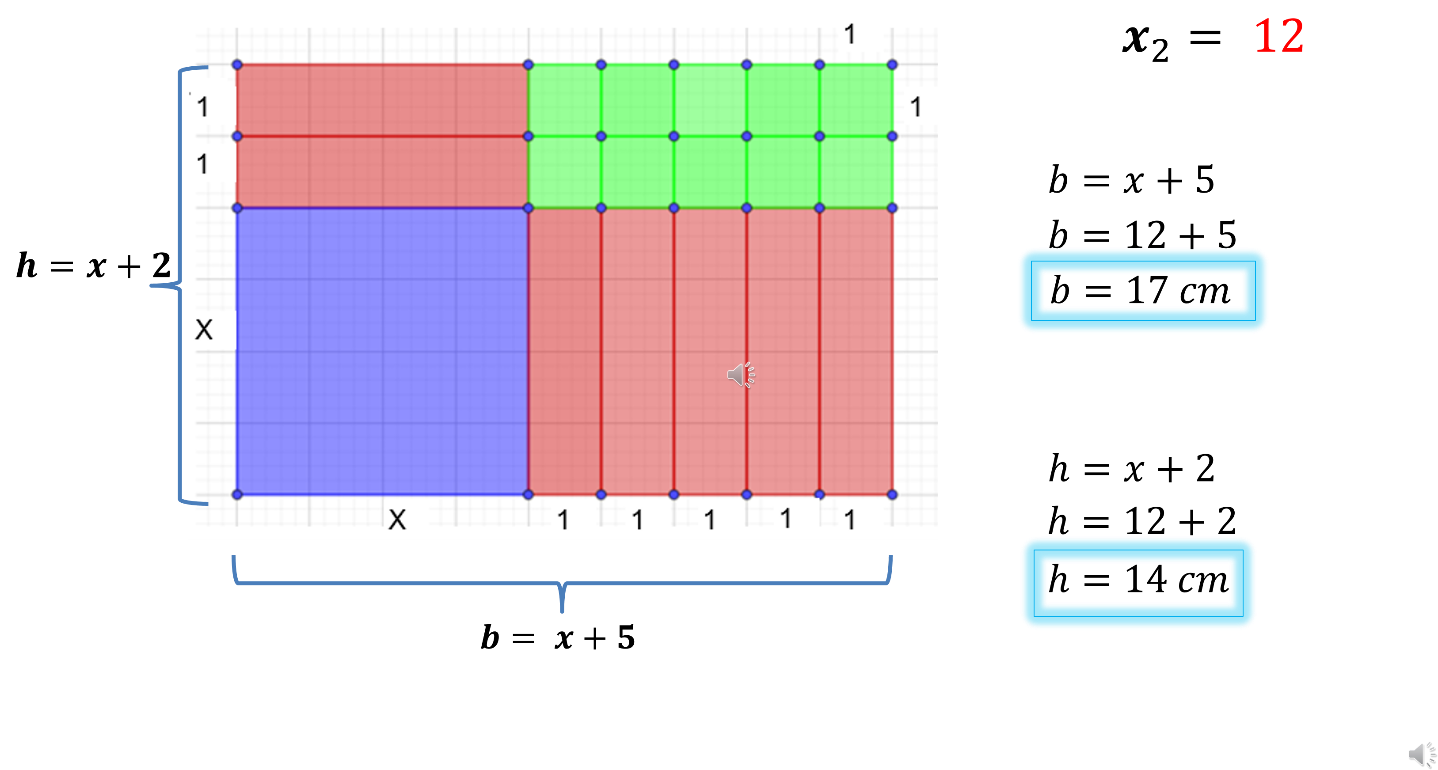 1
1
1
1
h = x + 2
X
X
1
1
1
1
1
b = x + 5
x₂ = 12
b = x + 5
b = 12 + 5
b = 17 cm
h = x + 2
h = 12 + 2
h = 14 cm